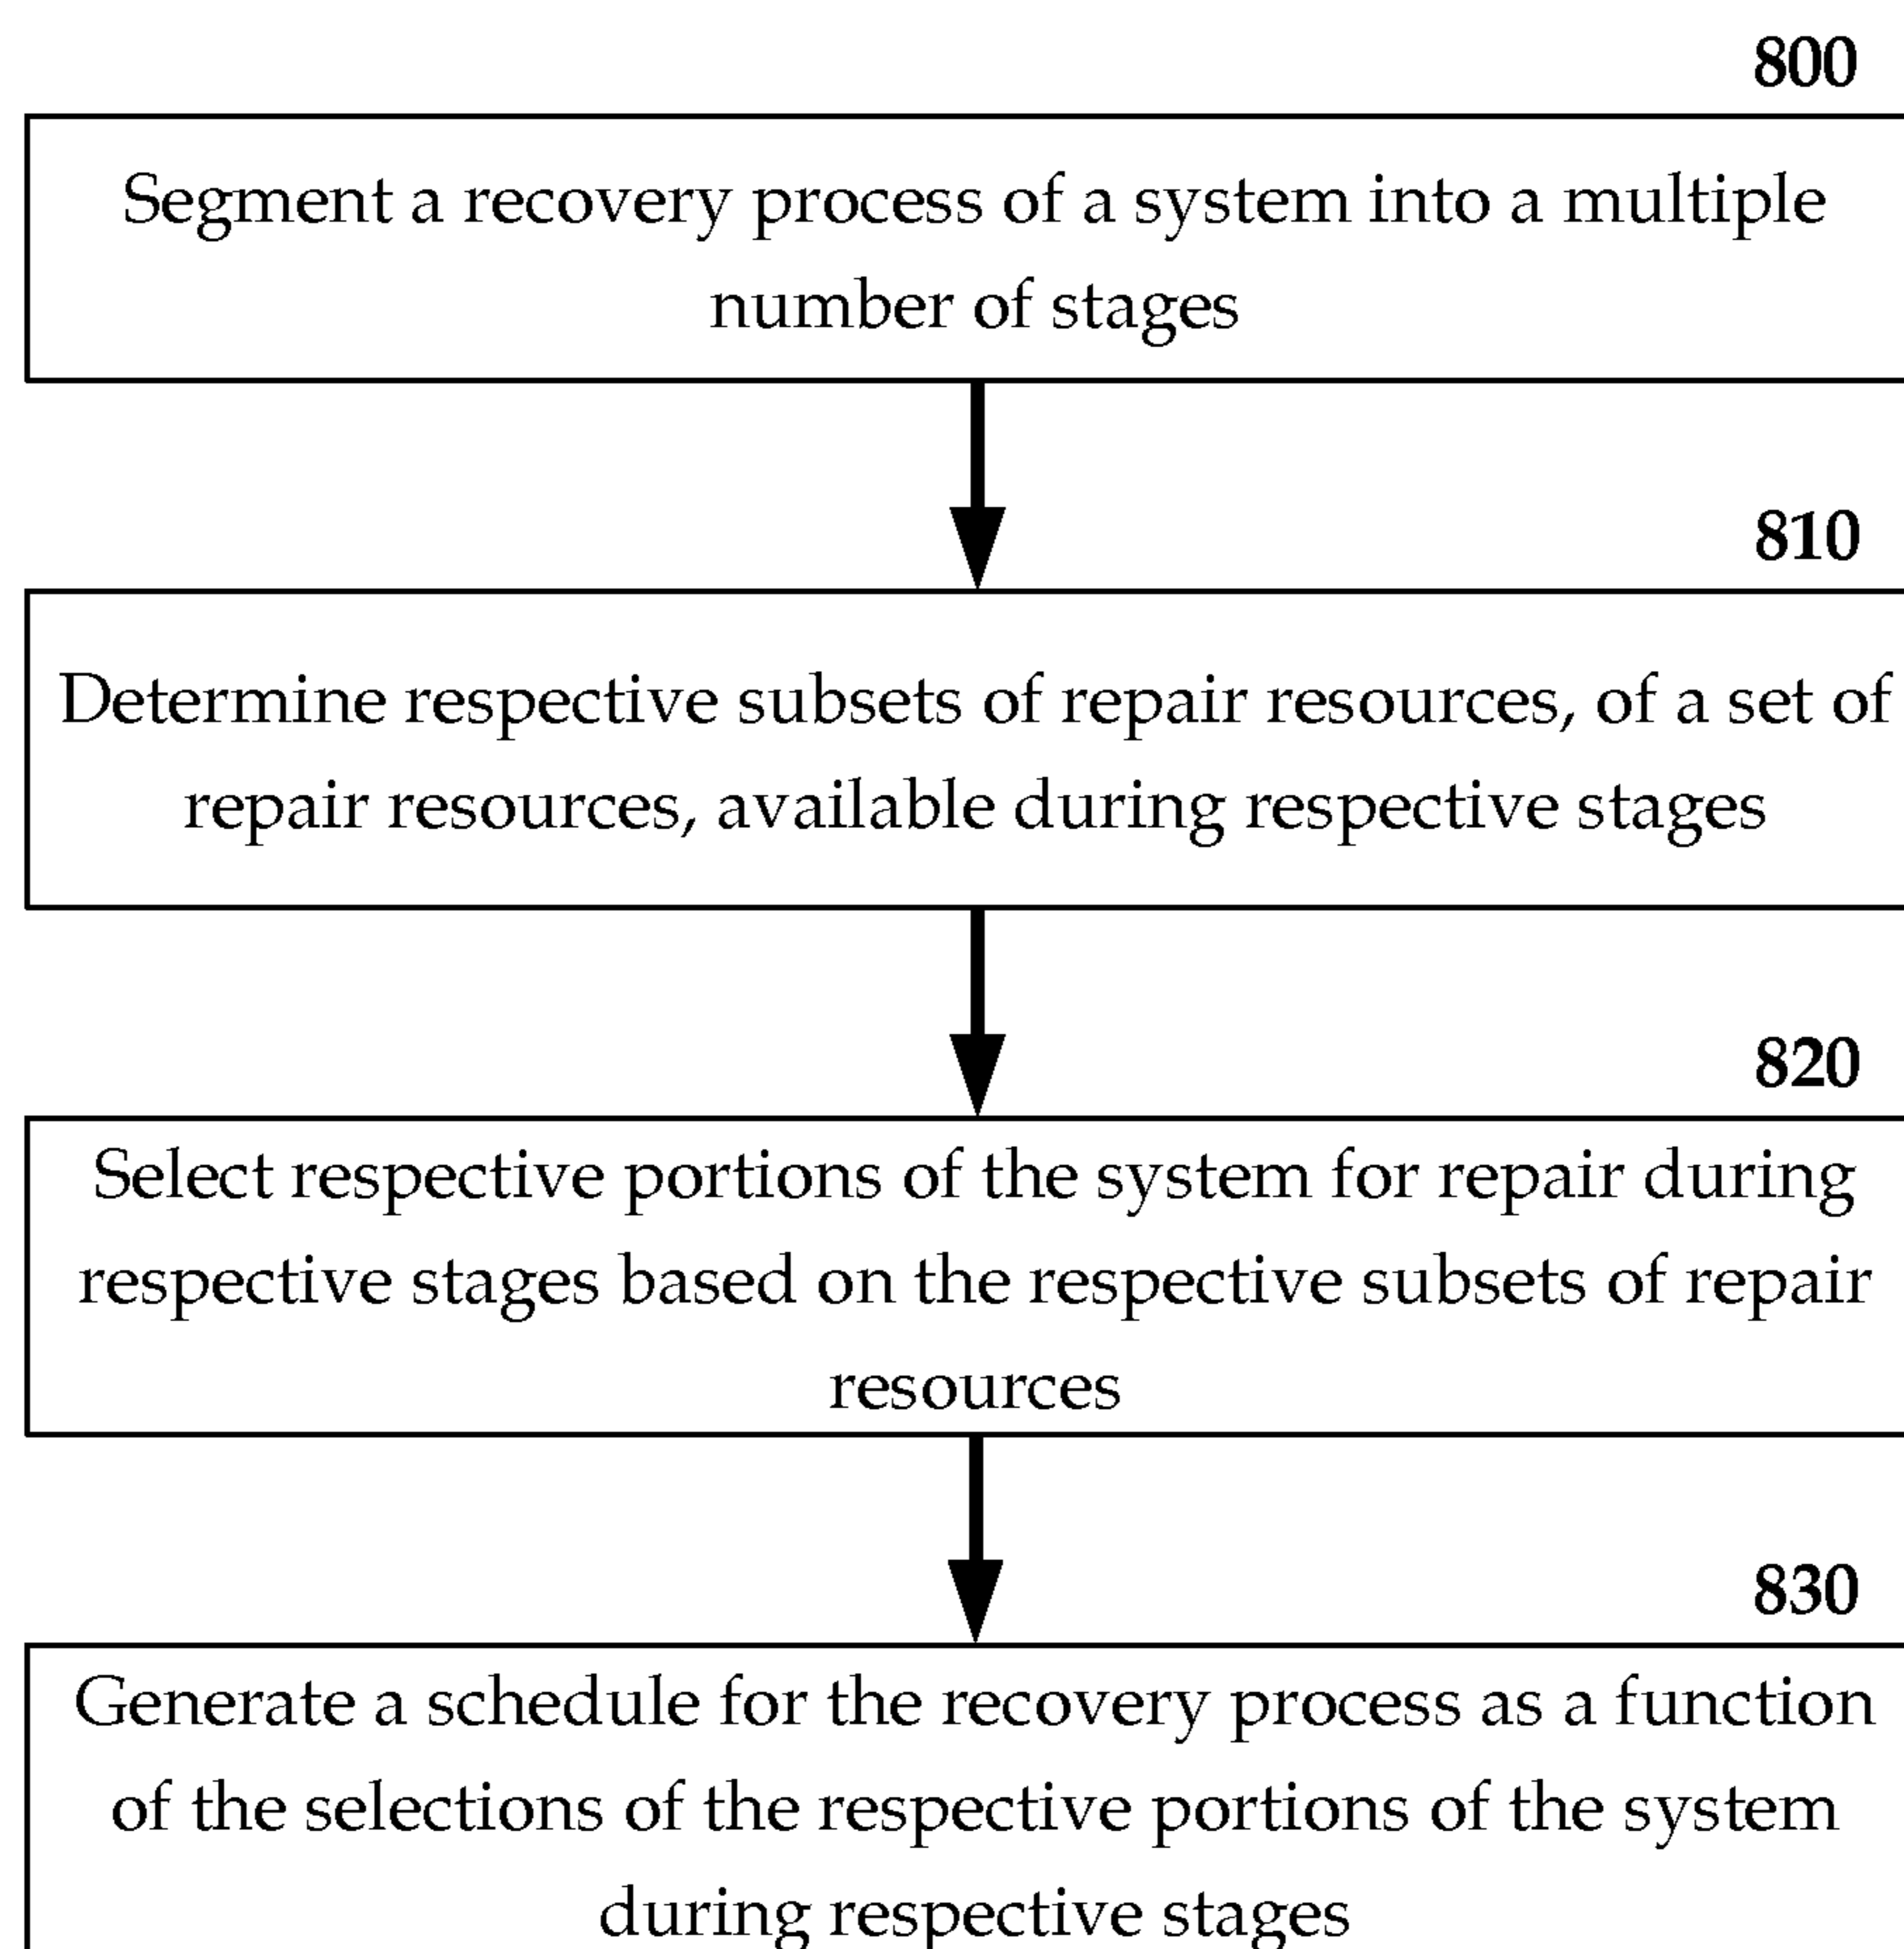 800
Segment a recovery process of a system into a multiple
number of stages
810
Determine respective subsets of repair resources, of a set of
repair resources, available during respective stages
820
Select respective portions of the system for repair during
respective stages based on the respective subsets of repair
resources
830
Generate a schedule for the recovery process as a function
of the selections of the respective portions of the system
during respective stages